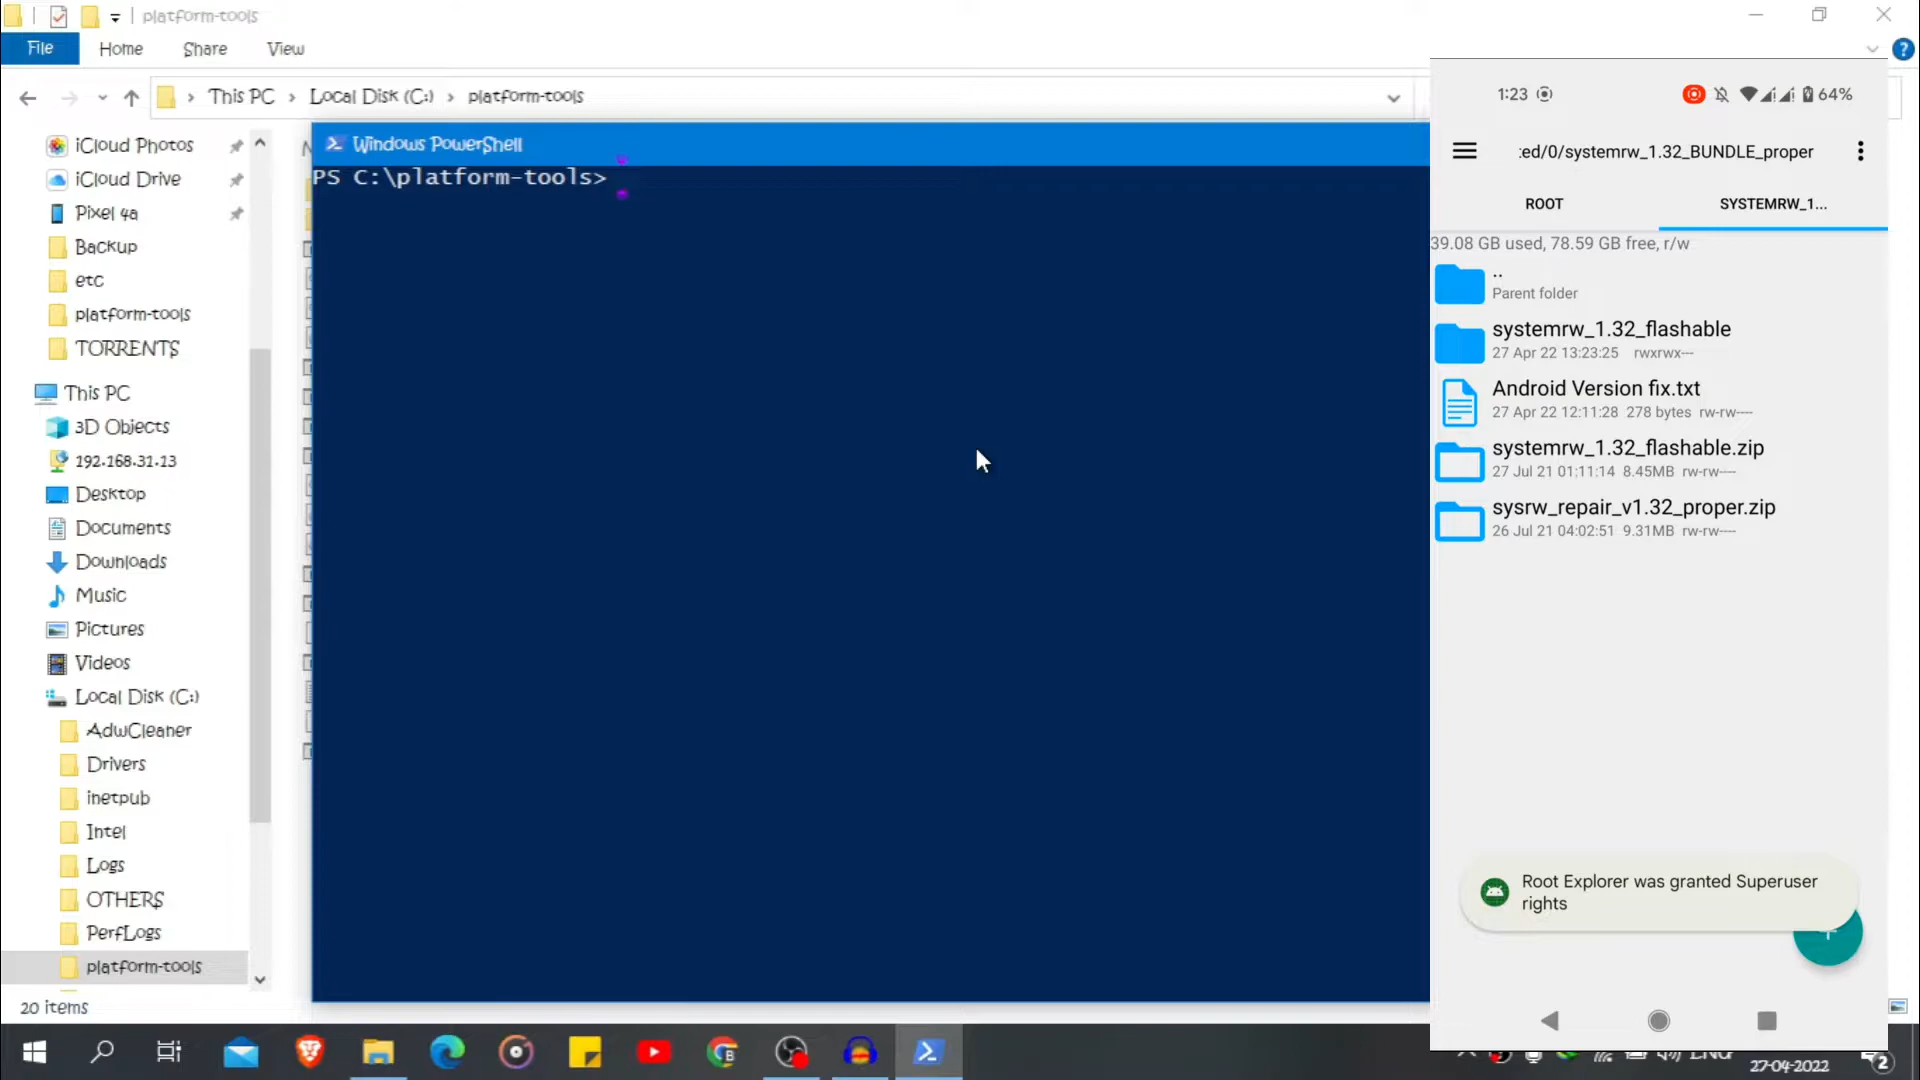 platform-tools
File
Home
Share
View
This PC
Local Disk (C:)
platform-tools
iCloud Photos
iCloud Drive
Pixel 4a
Backup
etc
platform-tools
TORRENTS
This PC
3D Objects
192.168.31.13
Desktop
Documents
Downloads
Music
Pictures
Videos
Local Disk (C:)
AdwCleaner
Drivers
inetpub
Intel
Logs
OTHERS
PerfLogs
platform-tools
20 items
Windows PowerShell
PS C:\platform-tools>
1:23
64%
:ed/0/systemrw_1.32_BUNDLE_proper
ROOT
SYSTEMRW_1...
39.08 GB used, 78.59 GB free, r/w
..
Parent folder
systemrw_1.32_flashable
27 Apr 22 13:23:25 rwxrwx---
Android Version fix.txt
27 Apr 22 12:11:28 278 bytes rw-rw----
systemrw_1.32_flashable.zip
27 Jul 21 01:11:14 8.45MB rw-rw----
sysrw_repair_v1.32_proper.zip
26 Jul 21 04:02:51 9.31MB rw-rw----
Root Explorer was granted Superuser
rights
27-04-2022
2